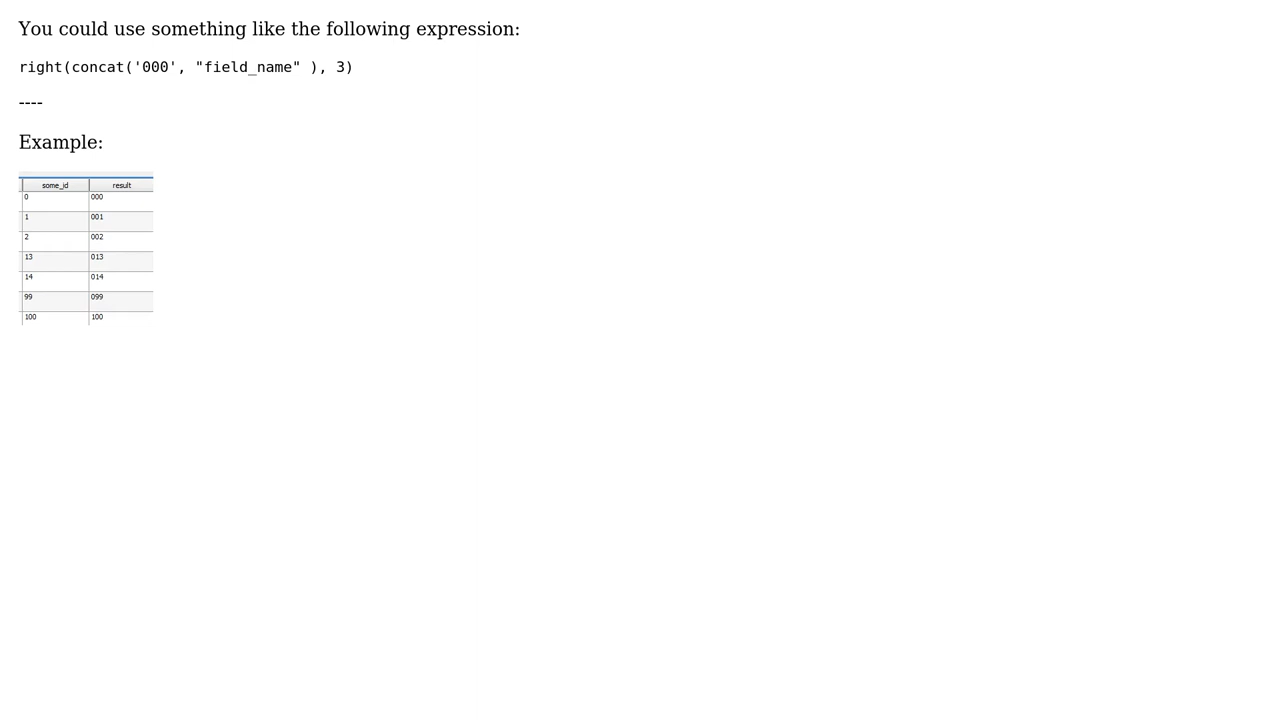 You could use something like the following expression:
right(concat('000', "field_name" ), 3)
----
Example:
some_id result
0 000
1 001
2 002
13 013
14 014
99 099
100 100